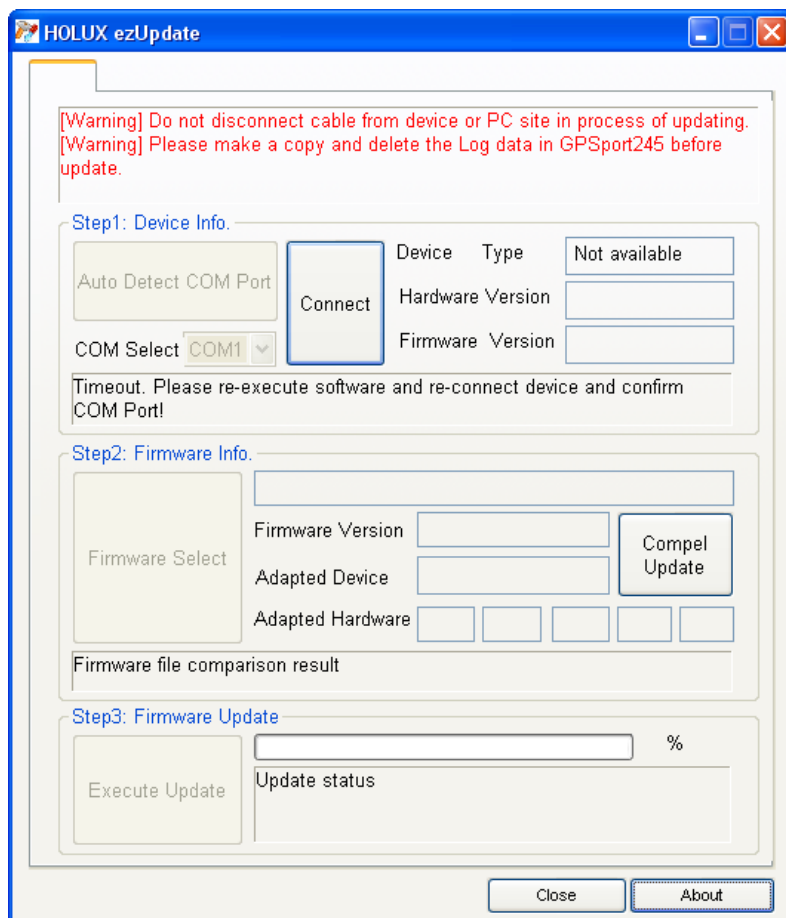 HOLUX ezUpdate
[Warning] Do not disconnect cable from device or PC site in process of updating.
[Warning] Please make a copy and delete the Log data in GPSport245 before
update.
Step1: Device Info.
Auto Detect COM Port
Connect
Device Type
Not available
Hardware Version
COM Select
COM1
Firmware Version
Timeout. Please re-execute software and re-connect device and confirm
COM Port!
Step2: Firmware Info.
Firmware Select
Firmware Version
Adapted Device
Adapted Hardware
Compel
Update
Firmware file comparison result
Step3: Firmware Update
Execute Update
%
Update status
Close
About